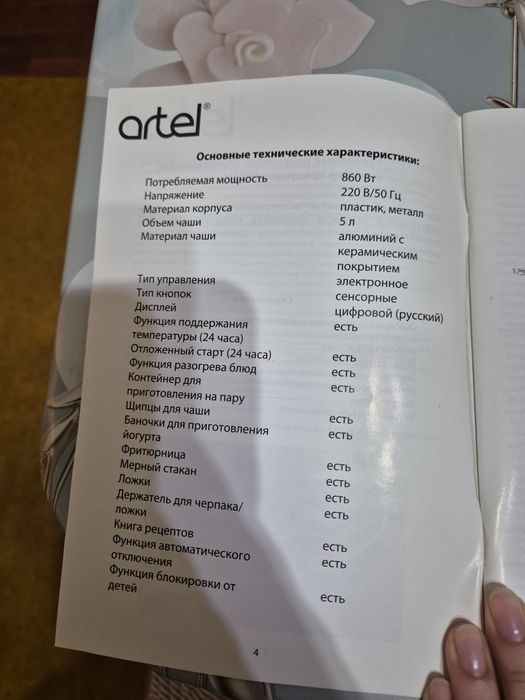 artel®
Основные технические характеристики:
Потребляемая мощность 860 Вт
Напряжение 220 В/50 Гц
Материал корпуса пластик, металл
Объем чаши 5 л
Материал чаши алюминий с
керамическим
покрытием
Тип управления электронное
Тип кнопок сенсорные
Дисплей цифровой (русский)
Функция поддержания есть
температуры (24 часа)
Отложенный старт (24 часа) есть
Функция разогрева блюд есть
Контейнер для есть
приготовления на пару
Щипцы для чаши есть
Баночки для приготовления есть
йогурта
Фритюрница есть
Мерный стакан есть
Ложки есть
Держатель для черпака/ есть
ложки
Книга рецептов есть
Функция автоматического есть
отключения
Функция блокировки от есть
детей
4